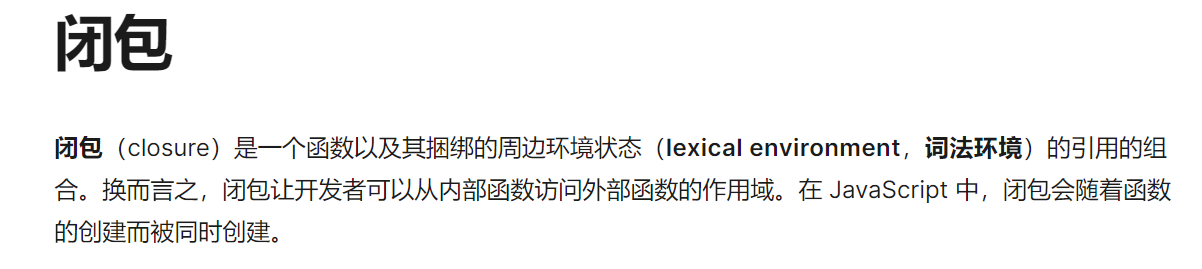 闭包
闭包（closure）是一个函数以及其捆绑的周边环境状态（lexical environment，词法环境）的引用的组
合。换而言之，闭包让开发者可以从内部函数访问外部函数的作用域。在 JavaScript 中，闭包会随着函数
的创建而被同时创建。